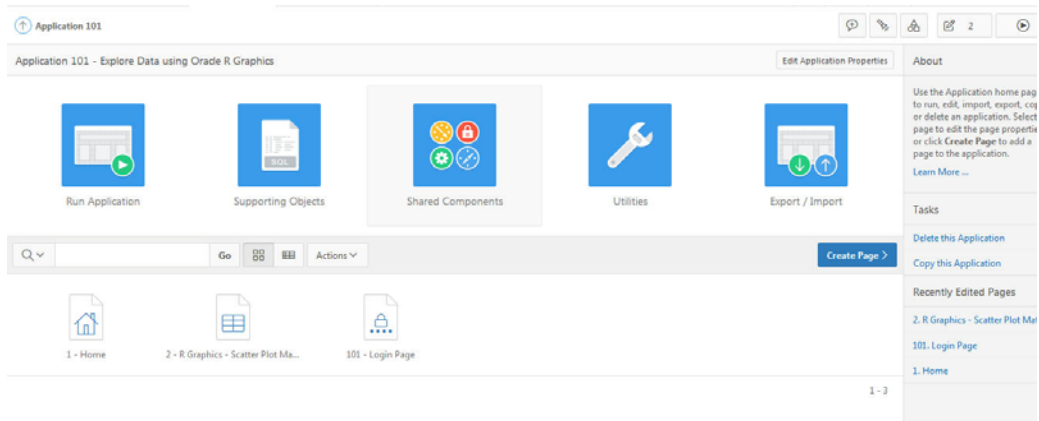 Application 101
2
Application 101 - Explore Data using Oracle R Graphics
Edit Application Properties
Run Application
SQL
Supporting Objects
Shared Components
Utilities
Export / Import
Go
Actions
Create Page
1 - Home
2 - R Graphics - Scatter Plot Ma...
101 - Login Page
1 - 3
About
Use the Application home pag
to run, edit, import, export, cop
or delete an application. Select
page to edit the page propertie
or click Create Page to add a
page to the application.
Learn More ...
Tasks
Delete this Application
Copy this Application
Recently Edited Pages
2. R Graphics - Scatter Plot Mat
101. Login Page
1. Home